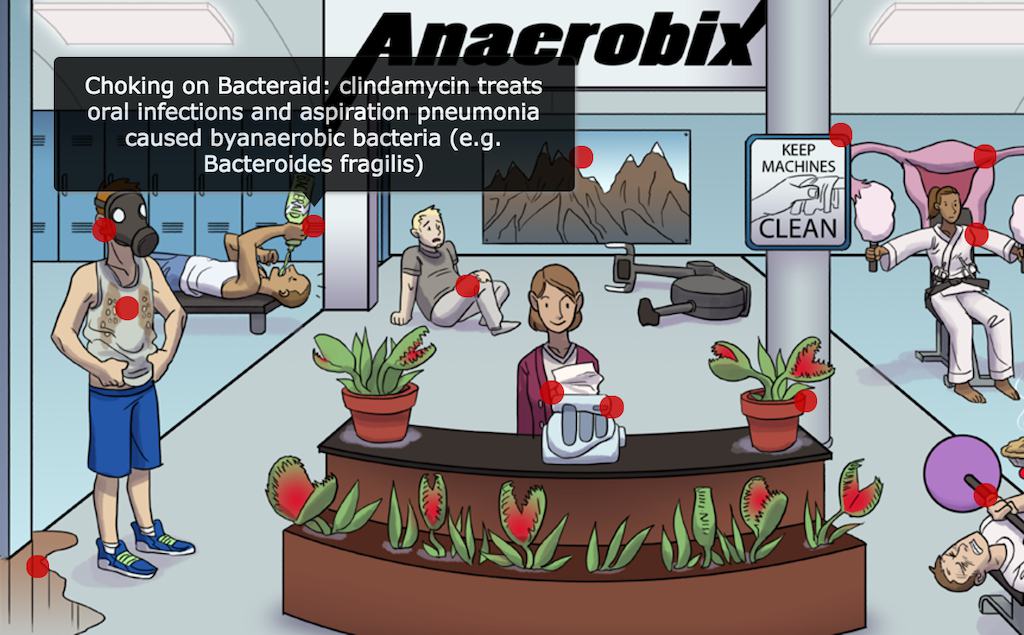 Anaerobix
Choking on Bacteraid: clindamycin treats
oral infections and aspiration pneumonia
caused byanaerobic bacteria (e.g.
Bacteroides fragilis)
KEEP
MACHINES
CLEAN